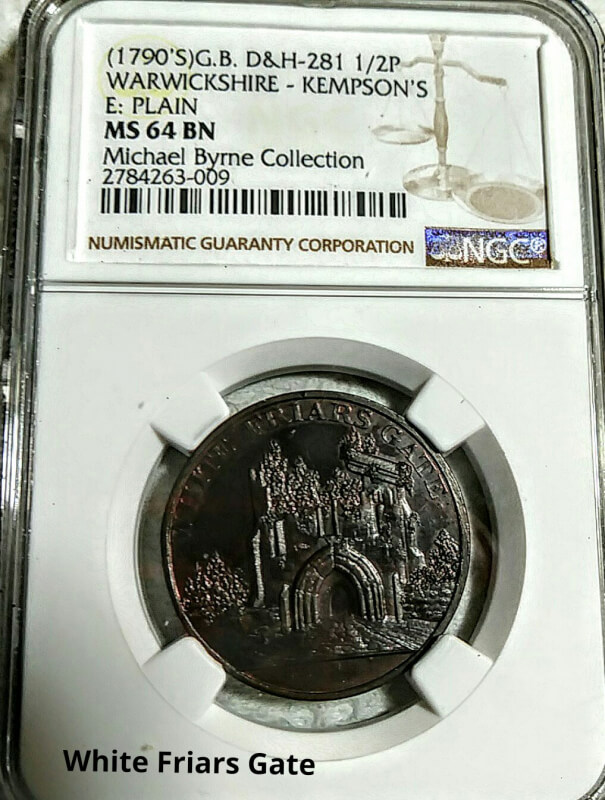 (1790'S)G.B. D&H-281 1/2P
WARWICKSHIRE - KEMPSON'S
E: PLAIN
MS 64 BN
Michael Byrne Collection
2784263-009
NUMISMATIC GUARANTY CORPORATION
NGC®
WHITE FRIARS GATE
White Friars Gate